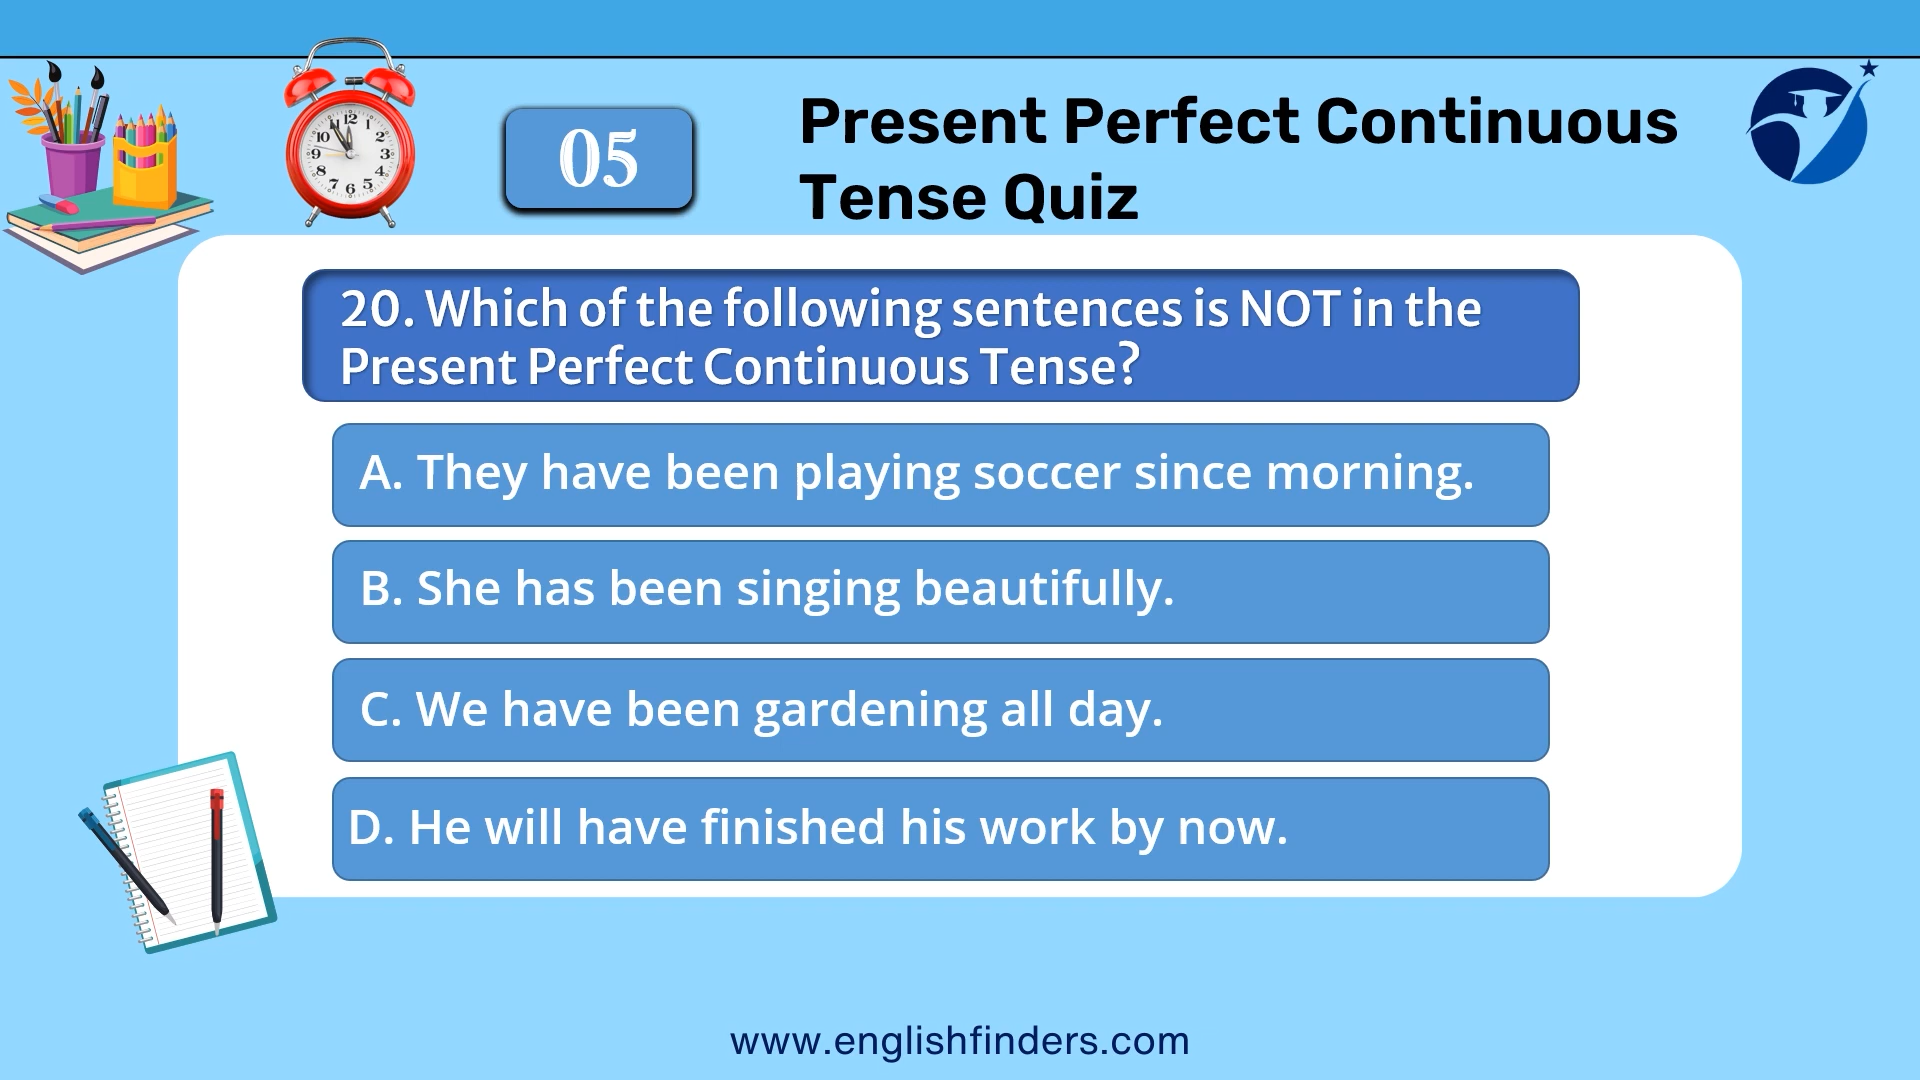 05
Present Perfect Continuous
Tense Quiz
20. Which of the following sentences is NOT in the
Present Perfect Continuous Tense?
A. They have been playing soccer since morning.
B. She has been singing beautifully.
C. We have been gardening all day.
D. He will have finished his work by now.
www.englishfinders.com